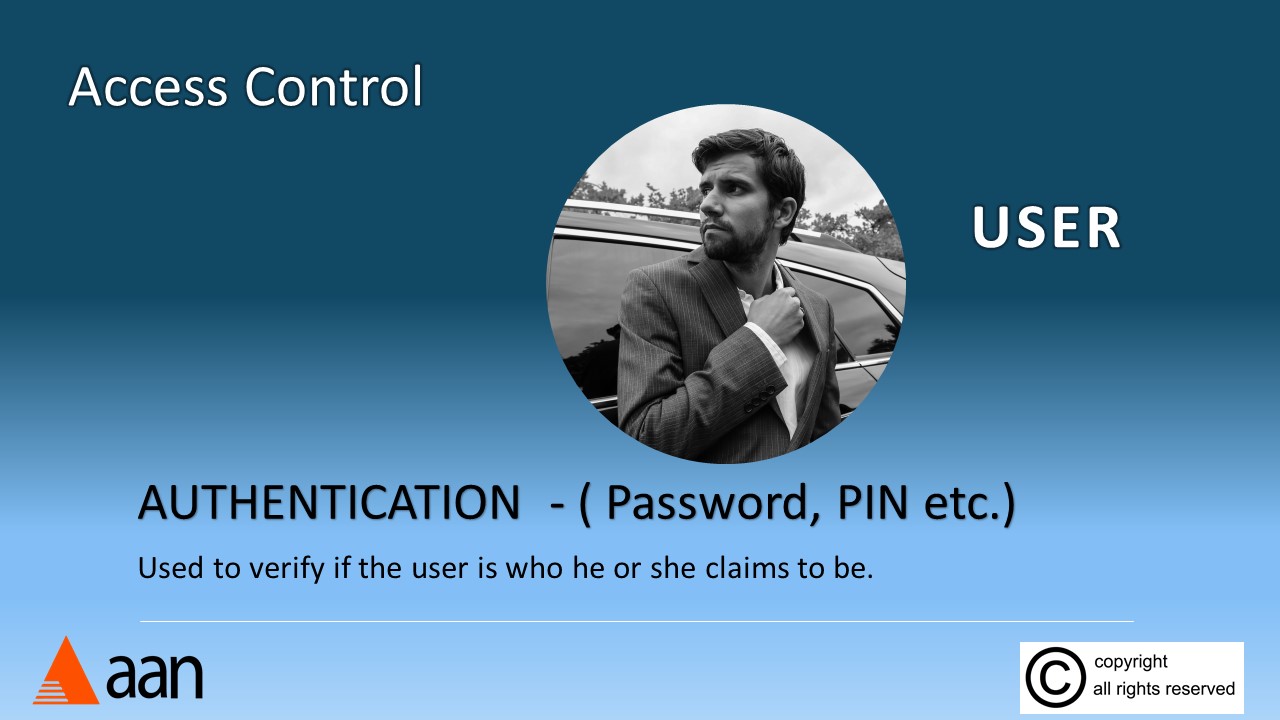 Access Control
USER
AUTHENTICATION - ( Password, PIN etc.)
Used to verify if the user is who he or she claims to be.
aan
© copyright
all rights reserved